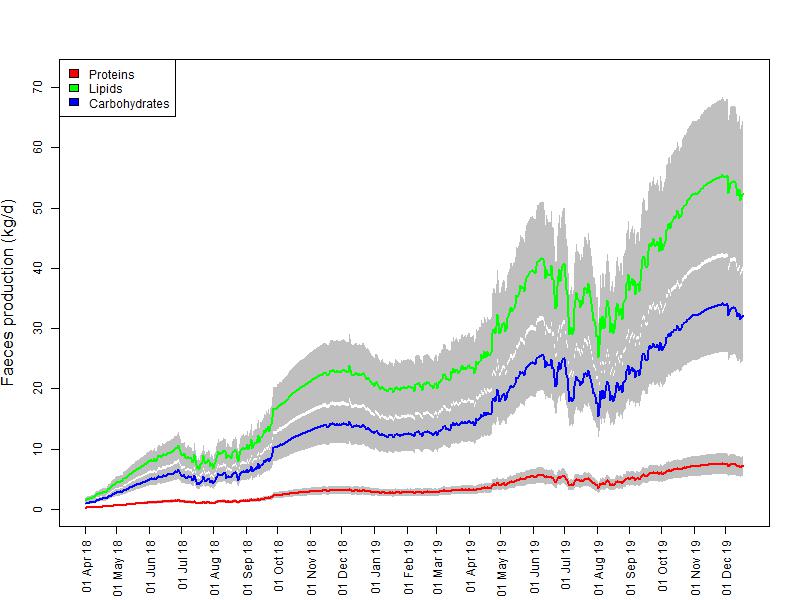 Proteins
Lipids
Carbohydrates
Faeces production (kg/d)
70
60
50
40
30
20
10
0
01 Apr 18
01 May 18
01 Jun 18
01 Jul 18
01 Aug 18
01 Sep 18
01 Oct 18
01 Nov 18
01 Dec 18
01 Jan 19
01 Feb 19
01 Mar 19
01 Apr 19
01 May 19
01 Jun 19
01 Jul 19
01 Aug 19
01 Sep 19
01 Oct 19
01 Nov 19
01 Dec 19